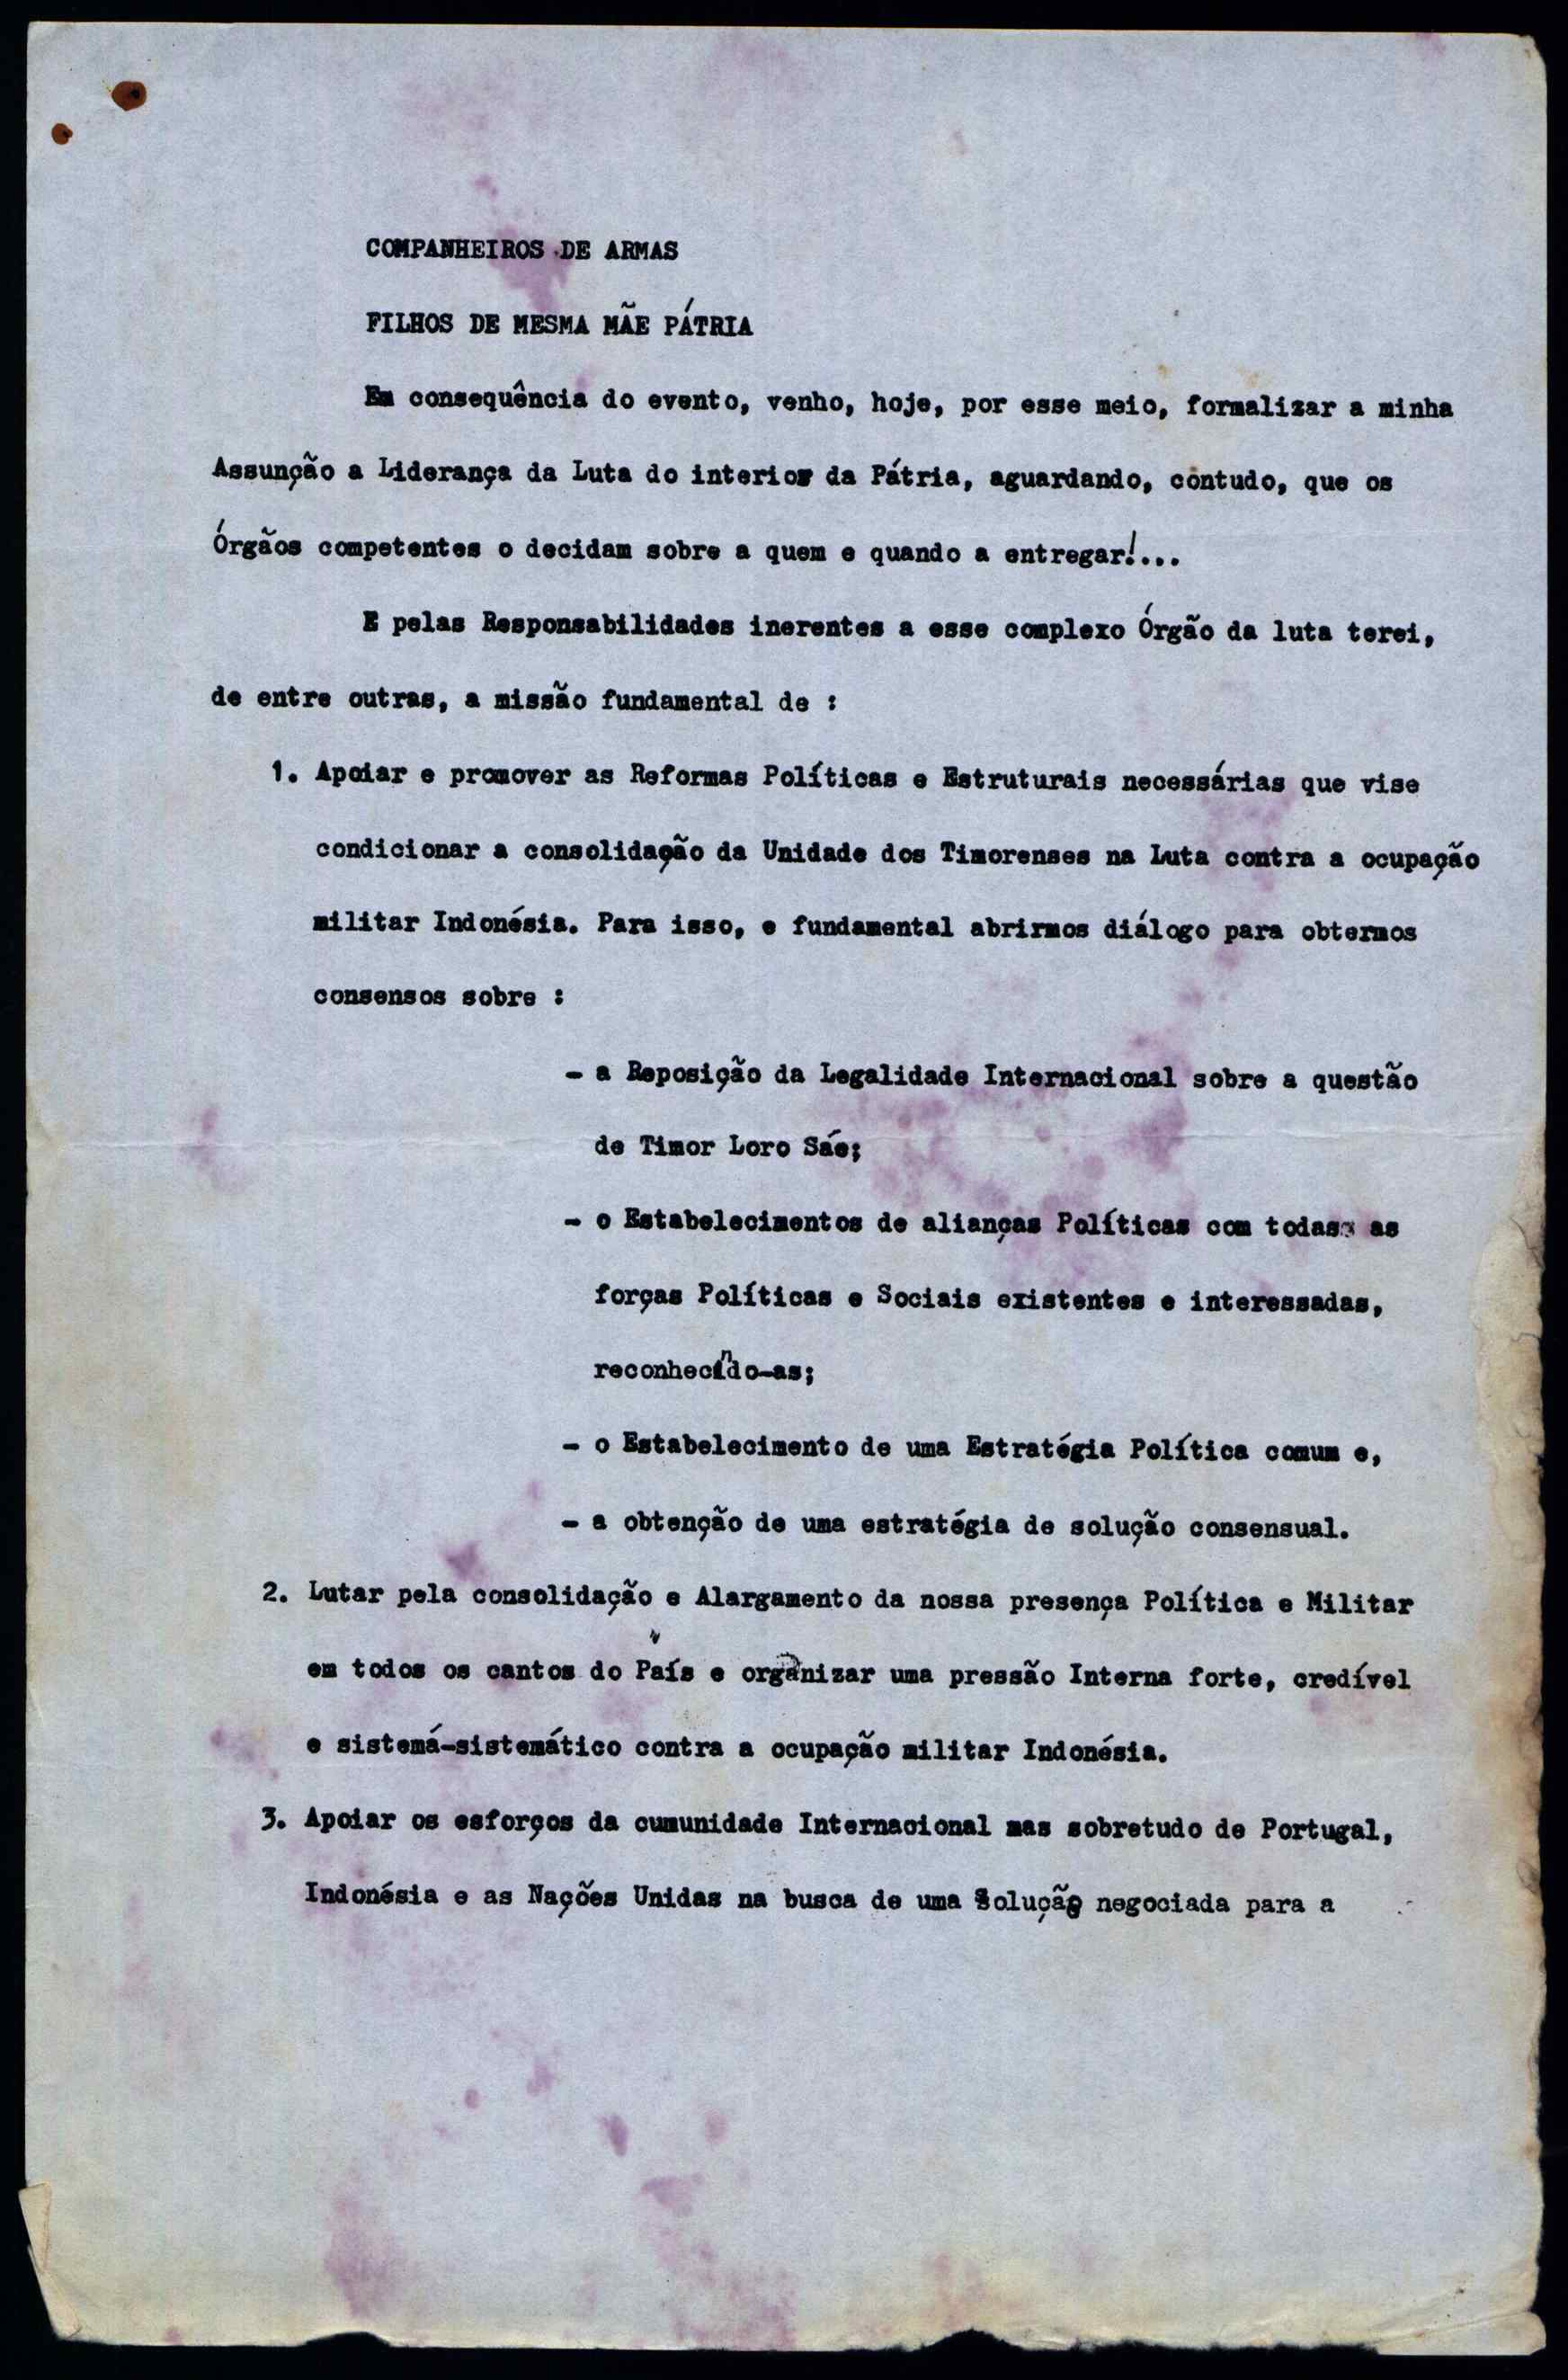 COMPANHEIROS DE ARMAS
FILHOS DE MESMA MÃE PÁTRIA
Em consequência do evento, venho, hoje, por esse meio, formalizar a minha
Assunção a Liderança da Luta do interior da Pátria, aguardando, contudo, que os
Órgãos competentes o decidam sobre a quem e quando a entregar!...
E pelas Responsabilidades inerentes a esse complexo Órgão da luta terei,
de entre outras, a missão fundamental de :
1. Apoiar e promover as Reformas Políticas e Estruturais necessárias que vise
condicionar a consolidação da Unidade dos Timorenses na Luta contra a ocupação
militar Indonésia. Para isso, e fundamental abrirmos diálogo para obtermos
consensos sobre :
- a Reposição da Legalidade Internacional sobre a questão
de Timor Loro Sáe;
- o Estabelecimentos de alianças Políticas com todas as
forças Políticas e Sociais existentes e interessadas,
reconhecindo-as;
- o Estabelecimento de uma Estratégia Política comum e,
- a obtenção de uma estratégia de solução consensual.
2. Lutar pela consolidação e Alargamento da nossa presença Política e Militar
em todos os cantos do País e organizar uma pressão Interna forte, credível
e sistemá-sistemático contra a ocupação militar Indonésia.
3. Apoiar os esforços da cumunidade Internacional mas sobretudo de Portugal,
Indonésia e as Nações Unidas na busca de uma Solução negociada para a